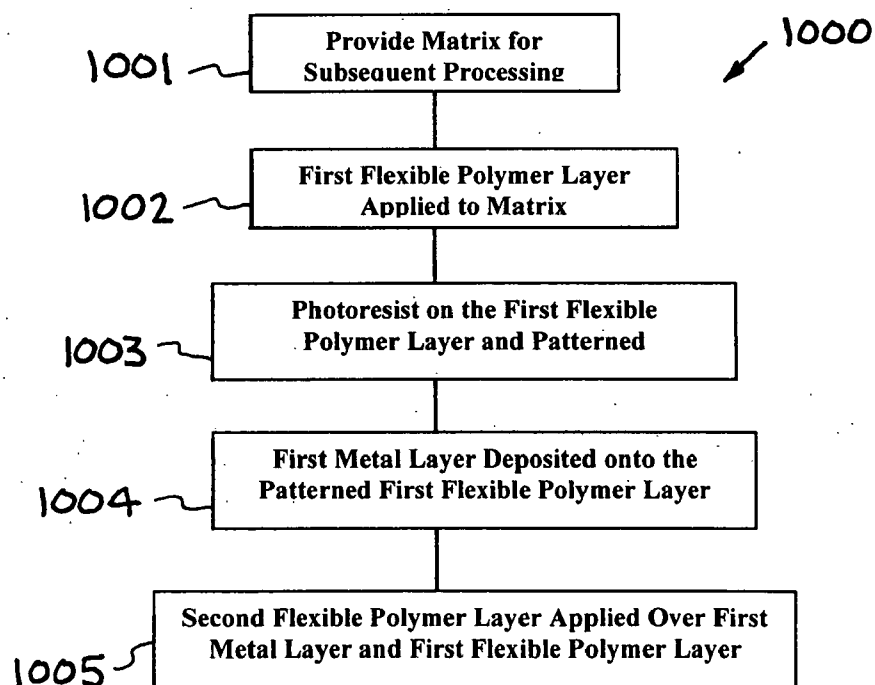 1000
1001
Provide Matrix for
Subsequent Processing
1002
First Flexible Polymer Layer
Applied to Matrix
1003
Photoresist on the First Flexible
Polymer Layer and Patterned
1004
First Metal Layer Deposited onto the
Patterned First Flexible Polymer Layer
1005
Second Flexible Polymer Layer Applied Over First
Metal Layer and First Flexible Polymer Layer